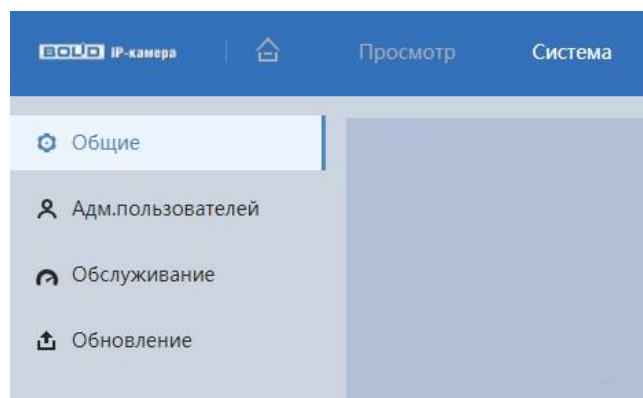 BOLID IP-камера
Просмотр
Система
Общие
Адм.пользователей
Обслуживание
Обновление